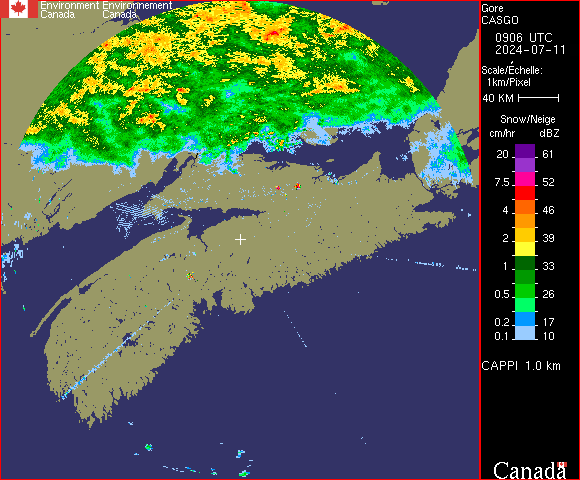 Environment Environnement
Canada Canada
Gore
CASGO
0906 UTC
2024-07-11
Scale/Échelle:
1km/Pixel
40 KM
Snow/Neige
cm/hr dBZ
20 61
7.5 52
4 46
2 39
1 33
0.5 26
0.2 17
0.1 10
CAPPI 1.0 km
Canada